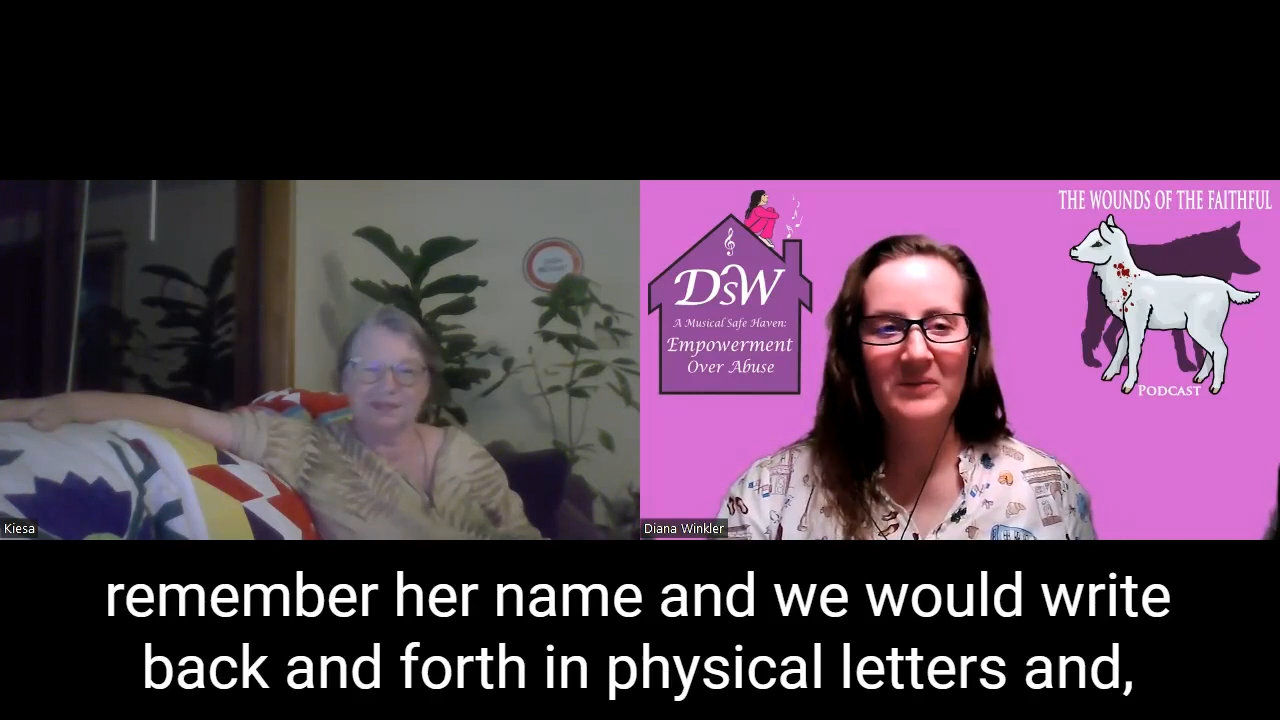 THE WOUNDS OF THE FAITHFUL
DSW
A Musical Safe Haven:
Empowerment
Over Abuse
PODCAST
Kiesa
Diana Winkler
remember her name and we would write
back and forth in physical letters and,